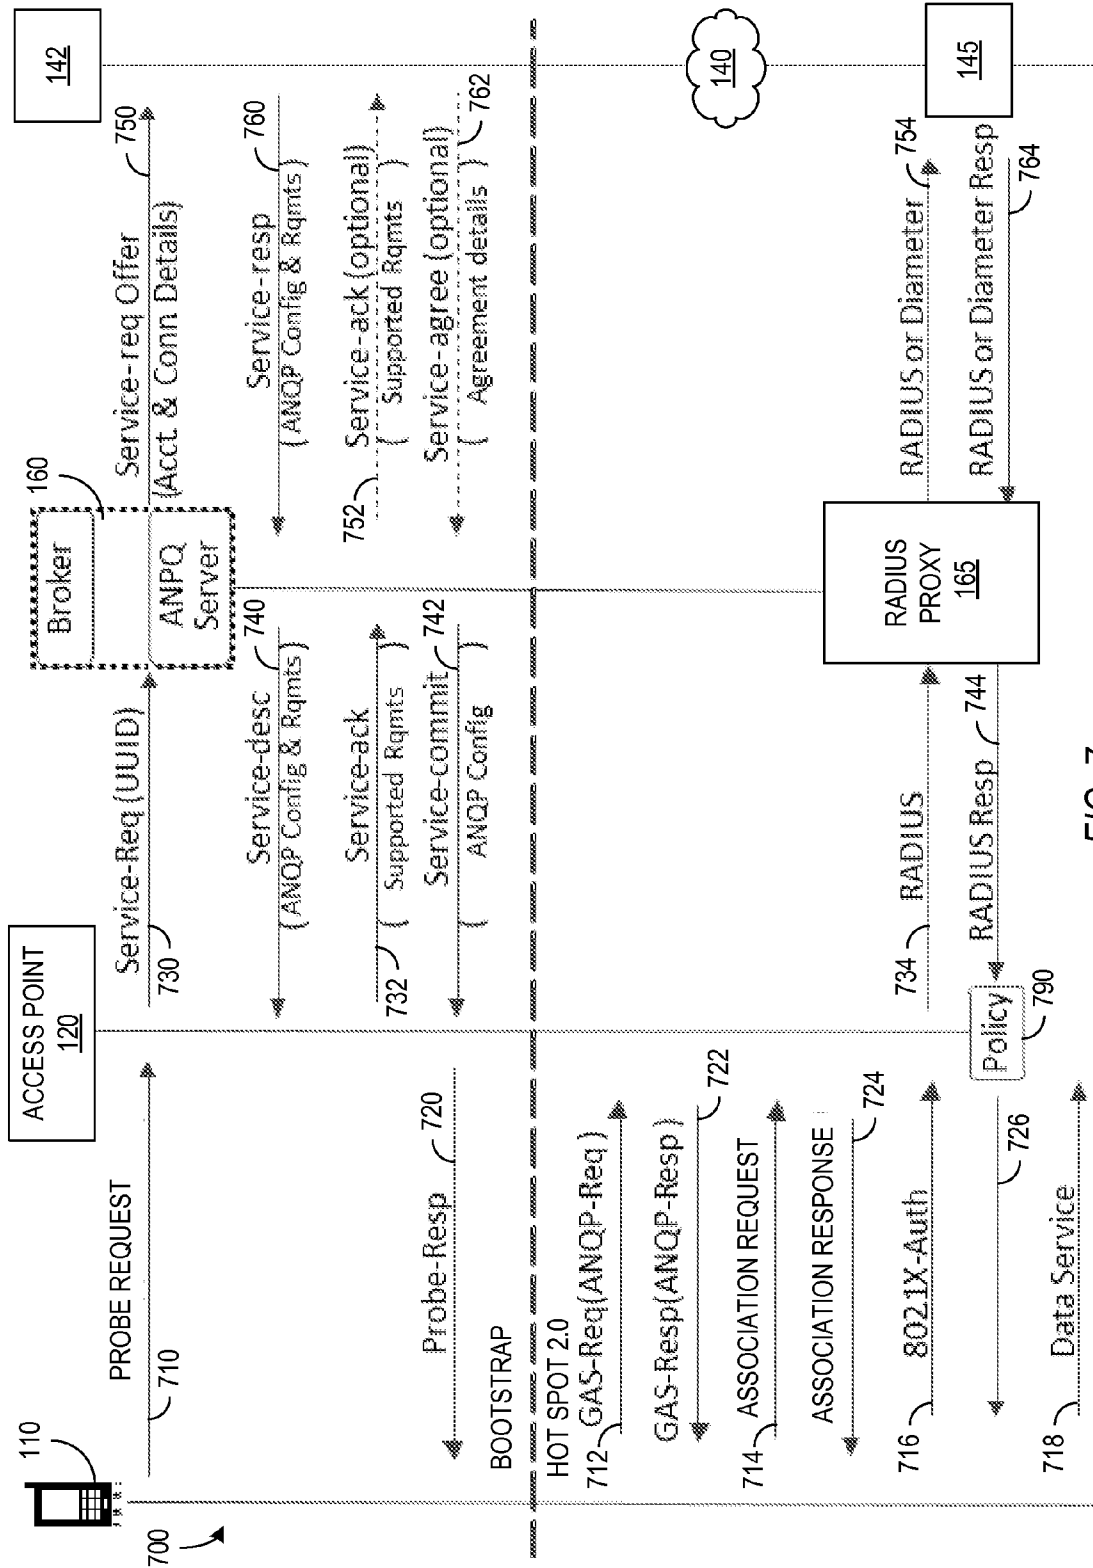 700
110
ACCESS POINT
120
Broker
ANPQ
Server
160
142
PROBE REQUEST
710
Service-Req (UUID)
730
Service-req Offer
(Acct. & Conn Details)
750
Service-desc
740
(ANQP Config & Rqmts)
Service-resp
760
(ANQP Config & Rqmts)
Service-ack
732
( Supported Rqmts )
Service-ack (optional)
752
( Supported Rqmts )
Probe-Resp
720
Service-commit
742
( ANQP Config )
Service-agree (optional)
762
( Agreement details )
BOOTSTRAP
HOT SPOT 2.0
GAS-Req(ANQP-Req)
712
GAS-Resp(ANQP-Resp)
722
140
ASSOCIATION REQUEST
714
ASSOCIATION RESPONSE
724
RADIUS
PROXY
165
145
802.1X-Auth
716
RADIUS
734
RADIUS or Diameter
754
RADIUS Resp
744
RADIUS or Diameter Resp
764
Policy
790
726
Data Service
718
FIG. 7